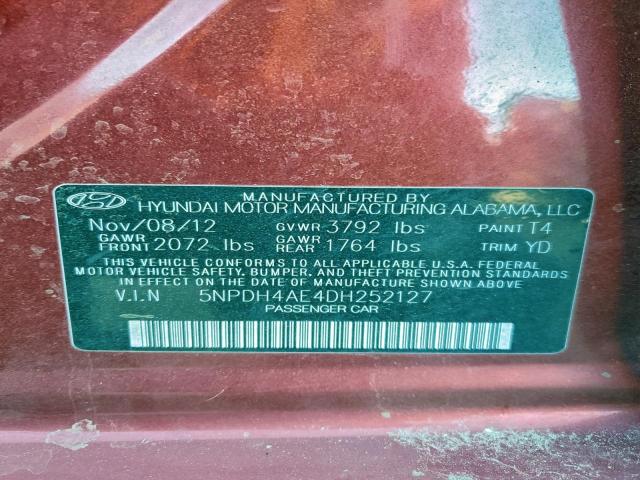 MANUFACTURED BY
HYUNDAI MOTOR MANUFACTURING ALABAMA, LLC
Nov/08/12 GVWR 3792 lbs PAINT T4
GAWR FRONT 2072 lbs GAWR REAR 1764 lbs TRIM YD
THIS VEHICLE CONFORMS TO ALL APPLICABLE U.S.A. FEDERAL
MOTOR VEHICLE SAFETY, BUMPER, AND THEFT PREVENTION STANDARDS
IN EFFECT ON THE DATE OF MANUFACTURE SHOWN ABOVE.
V.I.N 5NPDH4AE4DH252127
PASSENGER CAR